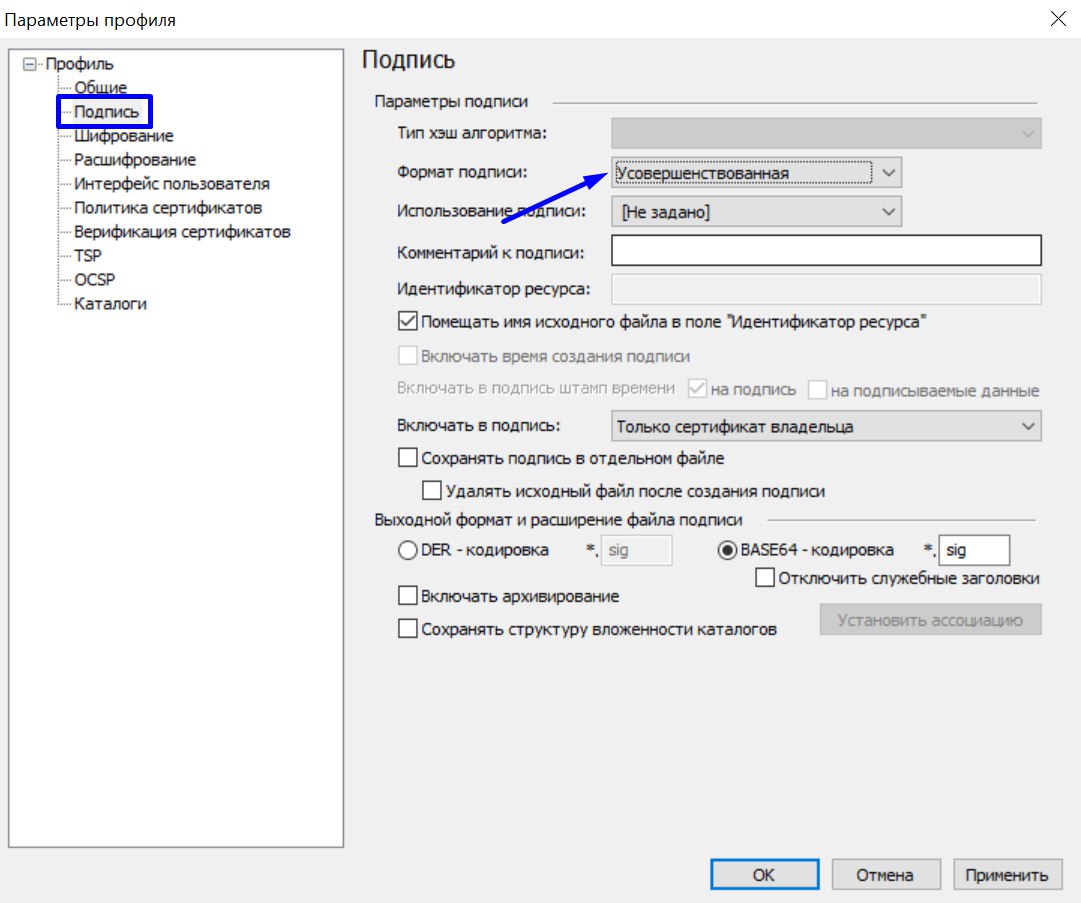 Параметры профиля
Профиль
Общие
Подпись
Шифрование
Расшифрование
Интерфейс пользователя
Политика сертификатов
Верификация сертификатов
TSP
OCSP
Каталоги
Подпись
Параметры подписи
Тип хэш алгоритма:
Формат подписи: Усовершенствованная
Использование подписи: [Не задано]
Комментарий к подписи:
Идентификатор ресурса:
Помещать имя исходного файла в поле "Идентификатор ресурса"
Включать время создания подписи
Включать в подпись штамп времени на подпись на подписываемые данные
Включать в подпись: Только сертификат владельца
Сохранять подпись в отдельном файле
Удалять исходный файл после создания подписи
Выходной формат и расширение файла подписи
DER - кодировка *. sig BASE64 - кодировка *. sig
Отключить служебные заголовки
Включать архивирование
Установить ассоциацию
Сохранять структуру вложенности каталогов
ОК Отмена Применить